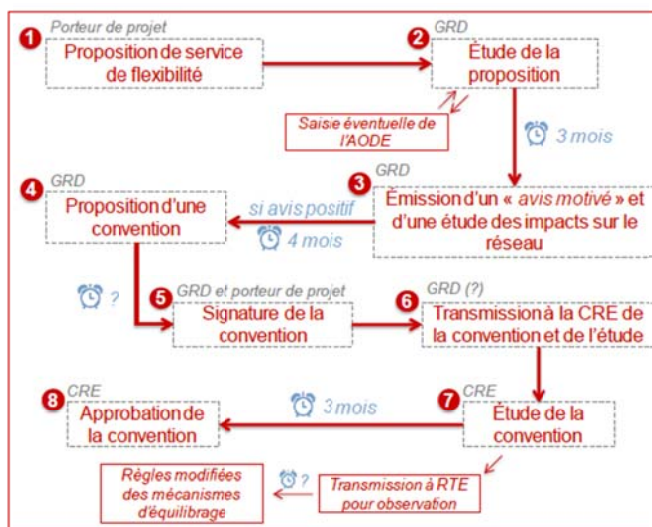 Porteur de projet
1
Proposition de service
de flexibilité
GRD
2
Étude de la
proposition
Saisie éventuelle de
l'AODE
3 mois
GRD
3
Émission d'un « avis motivé » et
d'une étude des impacts sur le
réseau
si avis positif
4 mois
GRD
4
Proposition d'une
convention
?
GRD et porteur de projet
5
Signature de la
convention
GRD (?)
6
Transmission à la CRE de
la convention et de l'étude
CRE
7
Étude de la
convention
3 mois
CRE
8
Approbation de
la convention
Transmission à RTE
pour observation
?
Règles modifiées
des mécanismes
d'équilibrage